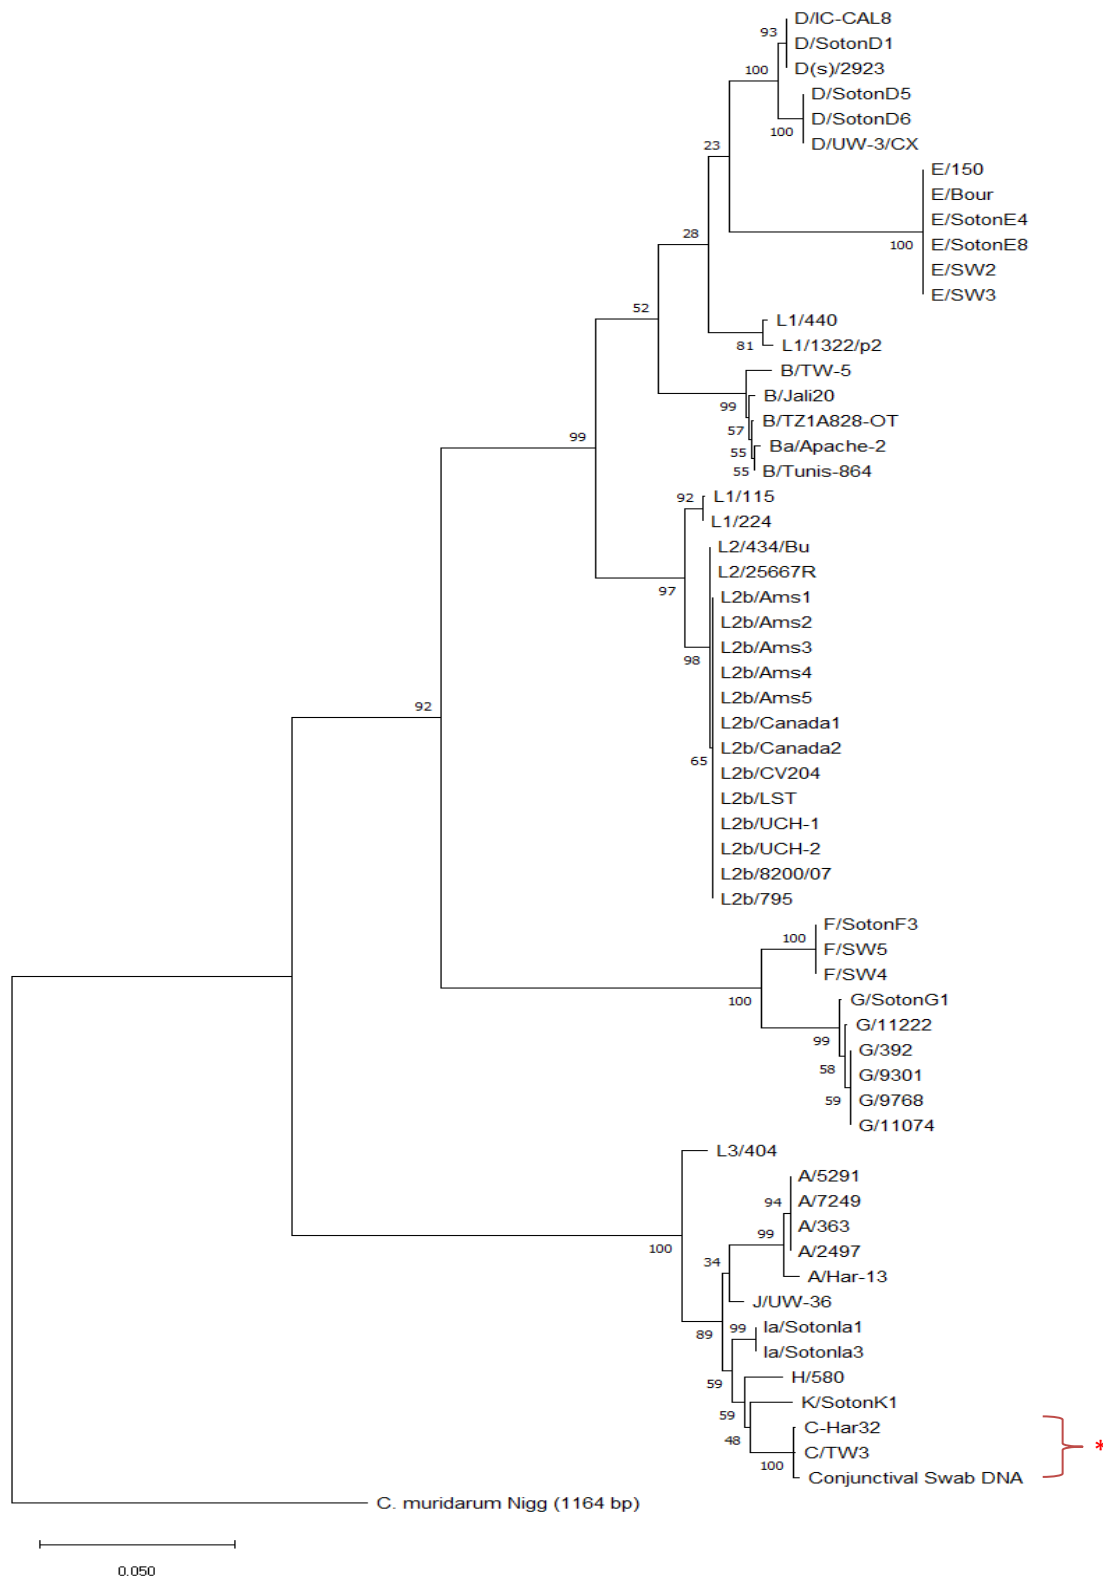 D/IC-CAL8
93
D/SotonD1
D(s)/2923
100
D/SotonD5
D/SotonD6
100
D/UW-3/CX
23
E/150
E/Bour
E/SotonE4
28
E/SotonE8
100
E/SW2
E/SW3
52
L1/440
81
L1/1322/p2
B/TW-5
B/Jali20
99
B/TZ1A828-OT
57
99
Ba/Apache-2
55
B/Tunis-864
55
92
L1/115
L1/224
L2/434/Bu
L2/25667R
97
L2b/Ams1
L2b/Ams2
L2b/Ams3
98
L2b/Ams4
L2b/Ams5
92
L2b/Canada1
L2b/Canada2
65
L2b/CV204
L2b/LST
L2b/UCH-1
L2b/UCH-2
L2b/8200/07
L2b/795
F/SotonF3
100
F/SW5
F/SW4
100
G/SotonG1
G/11222
99
G/392
58
G/9301
59
G/9768
G/11074
L3/404
A/5291
94
A/7249
A/363
99
100
A/2497
34
A/Har-13
J/UW-36
89
99
Ia/SotonIa1
Ia/SotonIa3
59
H/580
K/SotonK1
59
C-Har32
48
C/TW3
*
100
Conjunctival Swab DNA
C. muridarum Nigg (1164 bp)
0.050